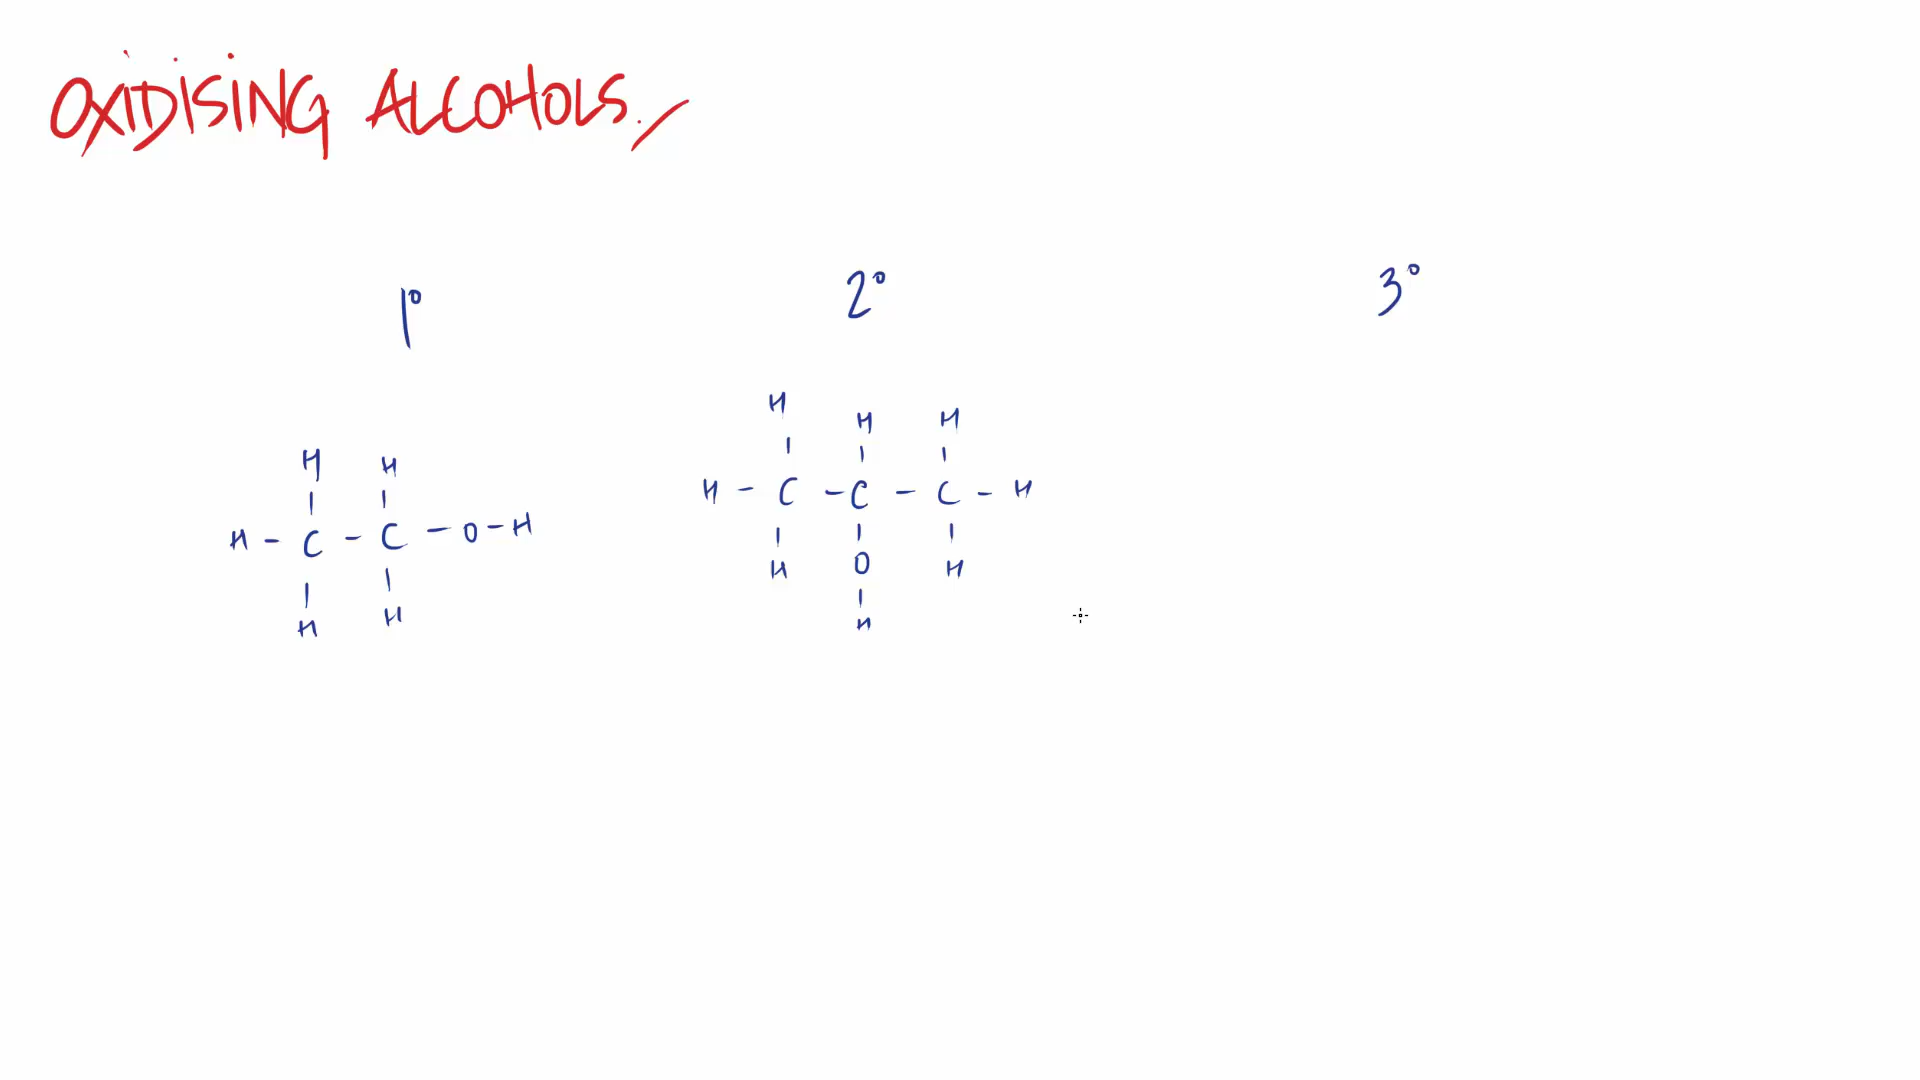 OXIDISING ALCOHOLS.
1° 2° 3°
H H
H - C - C - O - H
H H
H H H
H - C - C - C - H
H O H
H